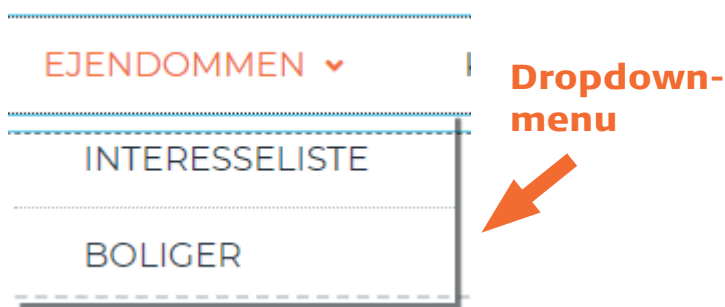 EJENDOMMEN
Dropdown-
menu
INTERESSELISTE
BOLIGER